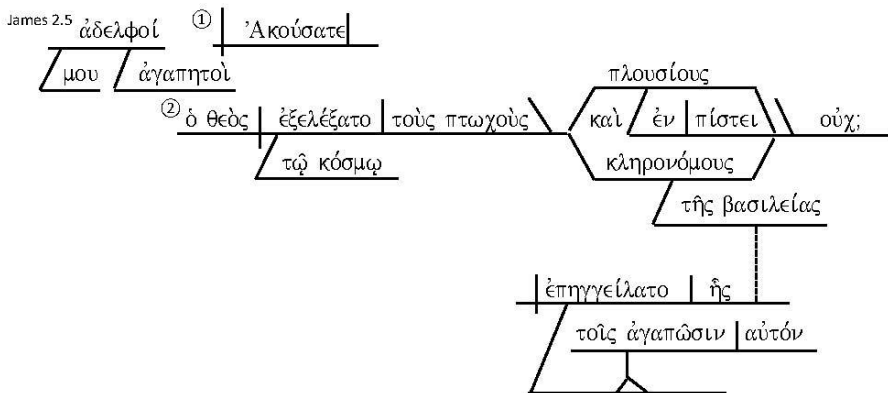 James 2.5
ἀδελφοί ① Ἀκούσατε
μου ἀγαπητοὶ
πλουσίους
② ὁ θεὸς ἐξελέξατο τοὺς πτωχοὺς καὶ ἐν πίστει οὐχ;
τῷ κόσμῳ κληρονόμους
τῆς βασιλείας
ἐπηγγείλατο ἧς
τοῖς ἀγαπῶσιν αὐτόν